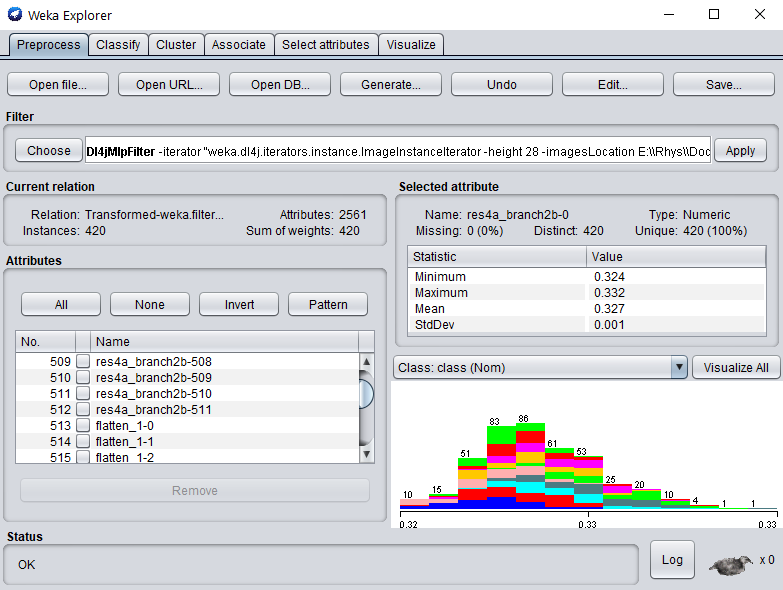 Weka Explorer
Preprocess Classify Cluster Associate Select attributes Visualize
Open file... Open URL... Open DB... Generate... Undo Edit... Save...
Filter
Choose Dl4jMlpFilter -iterator "weka.dl4j.iterators.instance.ImageInstanceIterator -height 28 -imagesLocation E:\\Rhys\\Doc Apply
Current relation
Relation: Transformed-weka.filter... Attributes: 2561
Instances: 420 Sum of weights: 420
Attributes
All None Invert Pattern
No. Name
509 res4a_branch2b-508
510 res4a_branch2b-509
511 res4a_branch2b-510
512 res4a_branch2b-511
513 flatten_1-0
514 flatten_1-1
515 flatten_1-2
Remove
Selected attribute
Name: res4a_branch2b-0 Type: Numeric
Missing: 0 (0%) Distinct: 420 Unique: 420 (100%)
Statistic Value
Minimum 0.324
Maximum 0.332
Mean 0.327
StdDev 0.001
Class: class (Nom) Visualize All
10 15 51 83 86 61 53 25 20 10 4 1 1
0.32 0.33 0.33
Status
OK Log x 0